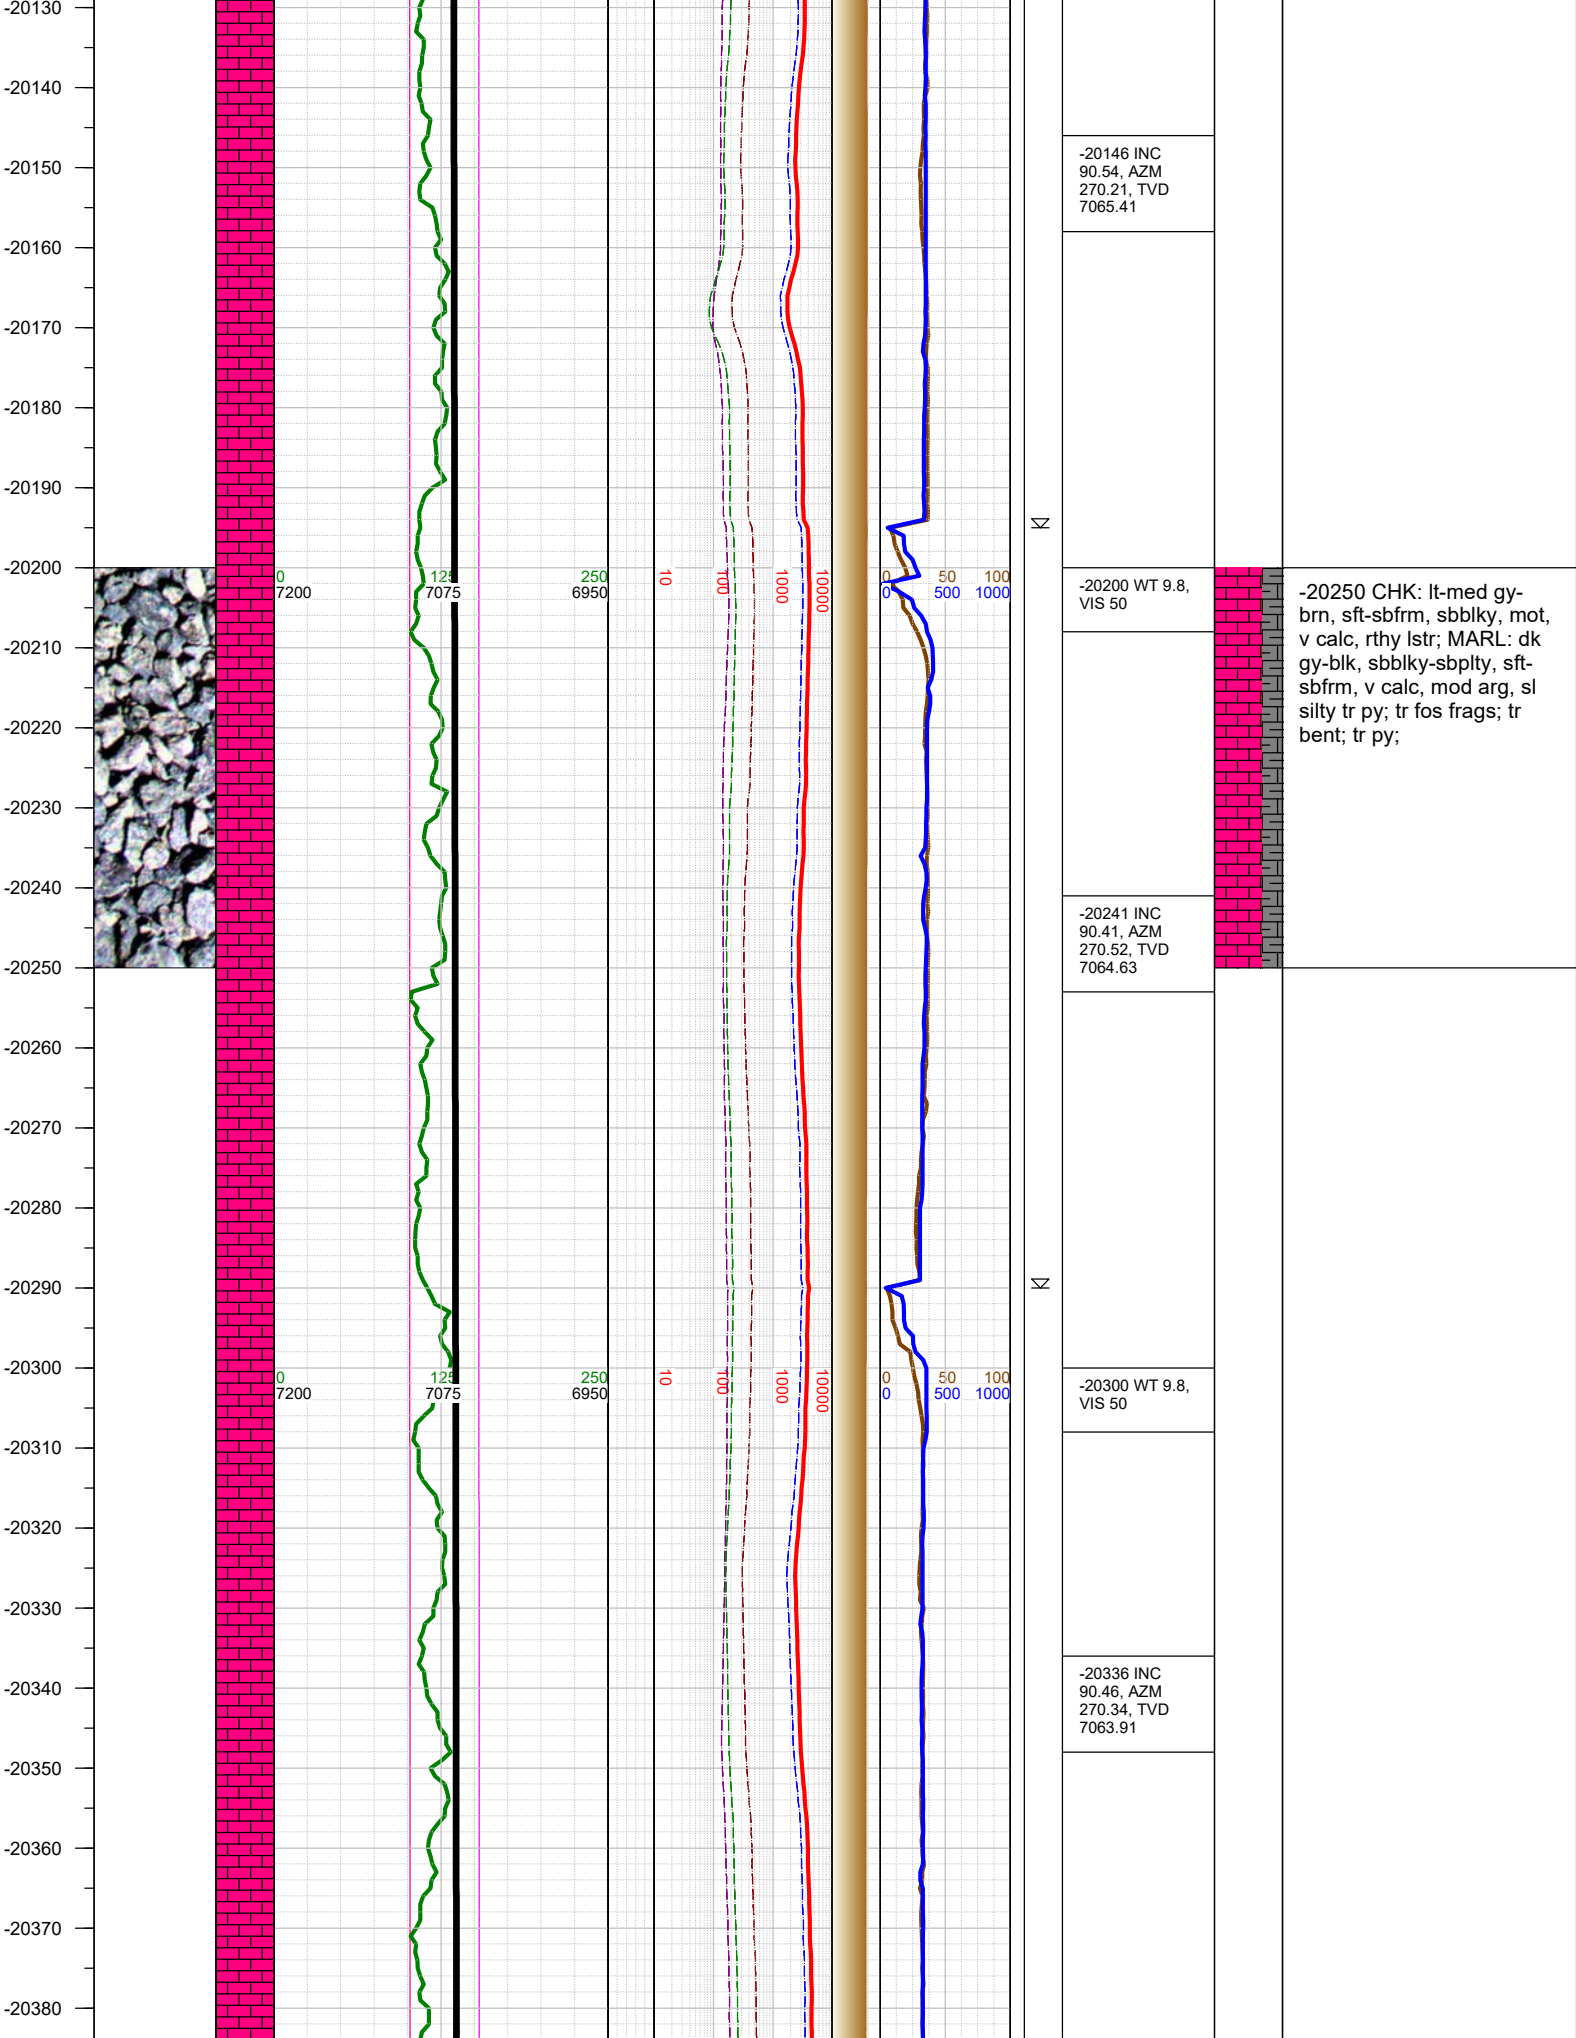 -20130
-20140
-20146 INC
90.54, AZM
270.21, TVD
7065.41
-20150
-20160
-20170
-20180
-20190
-20200
0 125 250
7200 7075 6950
10 100 1000 10000
0 50 100
0 500 1000
-20200 WT 9.8,
VIS 50
-20250 CHK: lt-med gy-
brn, sft-sbfrm, sbblky, mot,
v calc, rthy lstr; MARL: dk
gy-blk, sbblky-sbplty, sft-
sbfrm, v calc, mod arg, sl
silty tr py; tr fos frags; tr
bent; tr py;
-20210
-20220
-20230
-20240
-20241 INC
90.41, AZM
270.52, TVD
7064.63
-20250
-20260
-20270
-20280
-20290
-20300
0 125 250
7200 7075 6950
10 100 1000 10000
0 50 100
0 500 1000
-20300 WT 9.8,
VIS 50
-20310
-20320
-20330
-20336 INC
90.46, AZM
270.34, TVD
7063.91
-20340
-20350
-20360
-20370
-20380